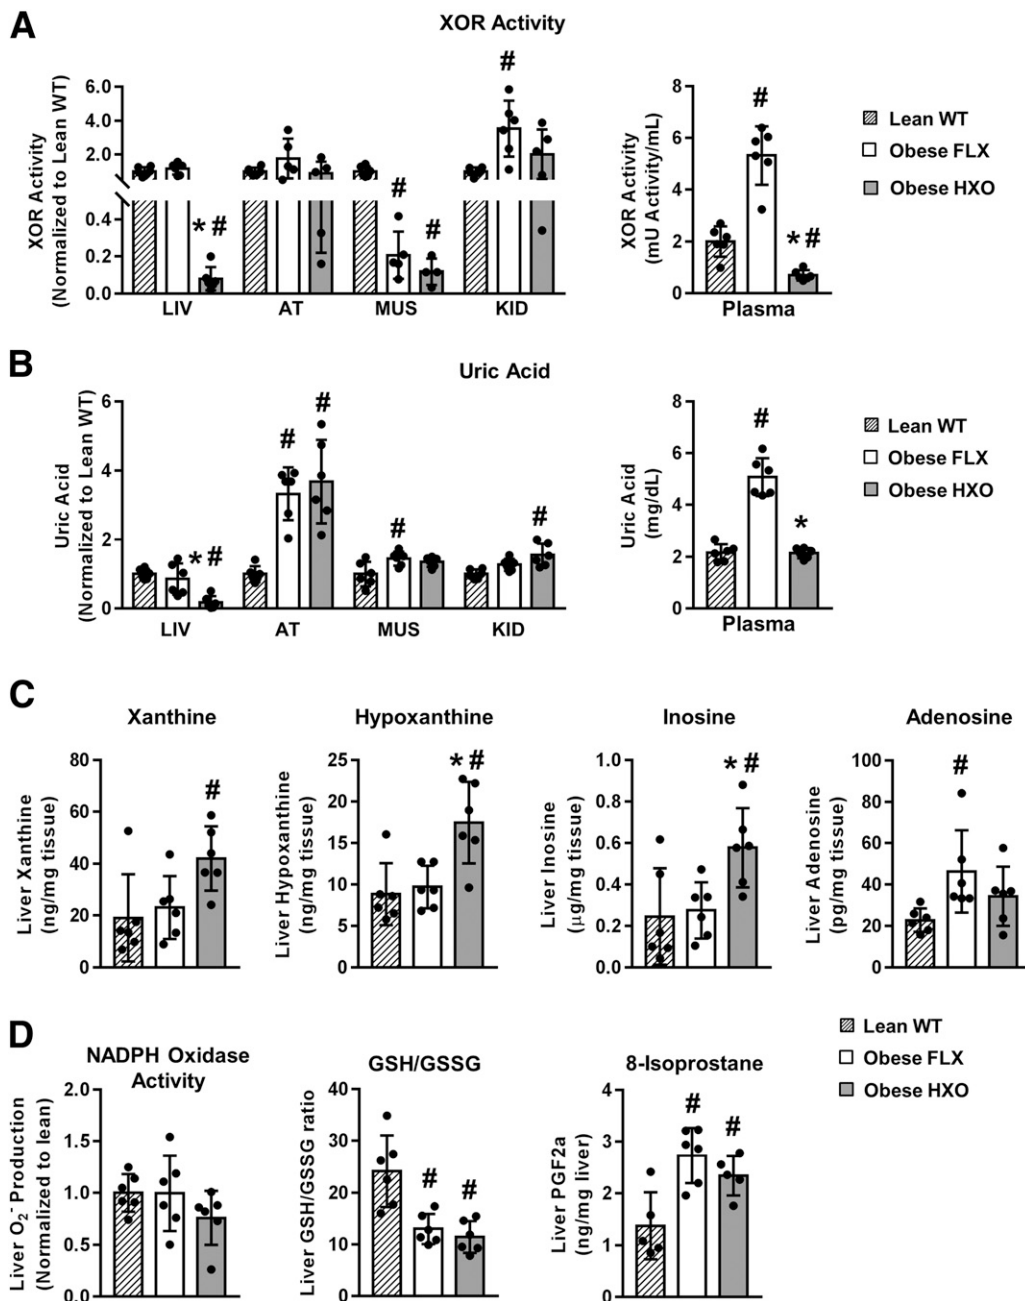 A
XOR Activity
XOR Activity
(Normalized to Lean WT)
6.0
4.0
2.0
0.4
0.2
0.0
#
* #
#
#
LIV
AT
MUS
KID
XOR Activity
(mU Activity/mL)
8
6
4
2
0
#
* #
Plasma
Lean WT
Obese FLX
Obese HXO
B
Uric Acid
Uric Acid
(Normalized to Lean WT)
6
4
2
0
* #
#
#
#
#
LIV
AT
MUS
KID
Uric Acid
(mg/dL)
8
6
4
2
0
#
*
Plasma
Lean WT
Obese FLX
Obese HXO
C
Xanthine
Liver Xanthine
(ng/mg tissue)
80
60
40
20
0
#
Hypoxanthine
Liver Hypoxanthine
(ng/mg tissue)
25
20
15
10
5
0
* #
Inosine
Liver Inosine
(µg/mg tissue)
1.0
0.8
0.6
0.4
0.2
0.0
* #
Adenosine
Liver Adenosine
(pg/mg tissue)
100
80
60
40
20
0
#
Lean WT
Obese FLX
Obese HXO
D
NADPH Oxidase
Activity
Liver O₂⁻ Production
(Normalized to lean)
2.0
1.5
1.0
0.5
0.0
GSH/GSSG
Liver GSH/GSSG ratio
40
30
20
10
0
#
#
8-Isoprostane
Liver PGF2a
(ng/mg liver)
4
3
2
1
0
#
#